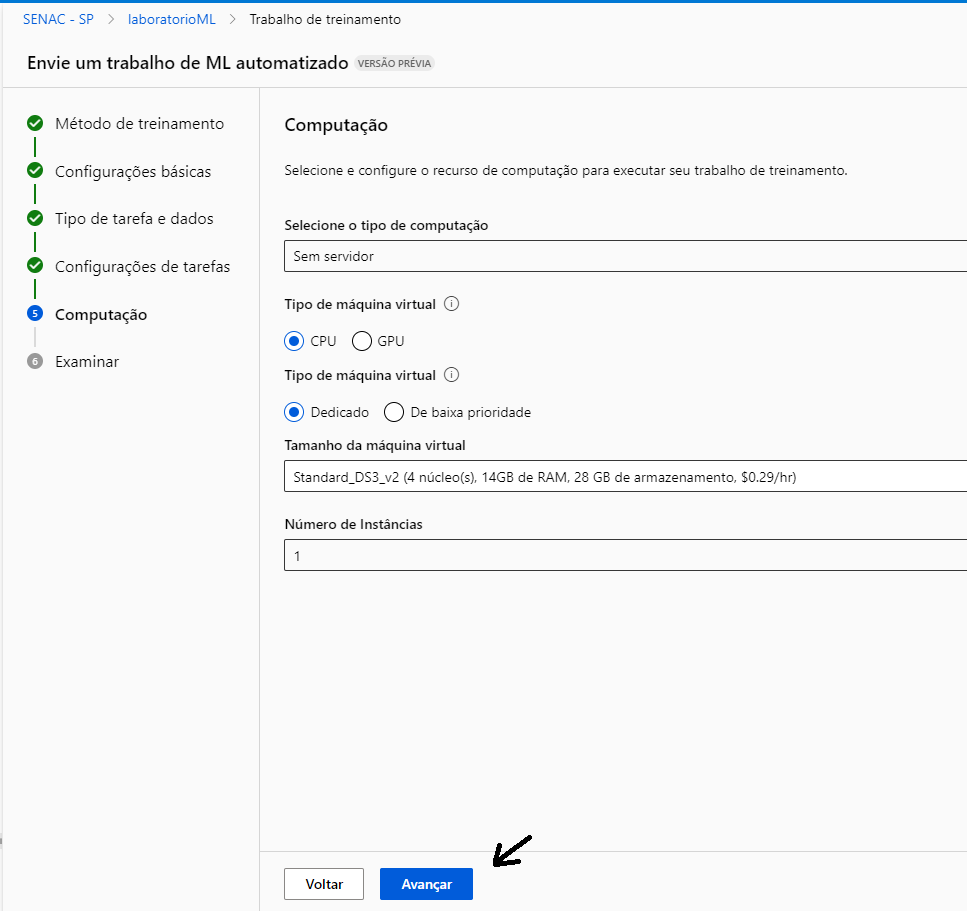 SENAC - SP > laboratorioML > Trabalho de treinamento
Envie um trabalho de ML automatizado VERSÃO PRÉVIA
Método de treinamento
Configurações básicas
Tipo de tarefa e dados
Configurações de tarefas
5 Computação
6 Examinar
Computação
Selecione e configure o recurso de computação para executar seu trabalho de treinamento.
Selecione o tipo de computação
Sem servidor
Tipo de máquina virtual
CPU GPU
Tipo de máquina virtual
Dedicado De baixa prioridade
Tamanho da máquina virtual
Standard_DS3_v2 (4 núcleo(s), 14GB de RAM, 28 GB de armazenamento, $0.29/hr)
Número de Instâncias
1
Voltar Avançar